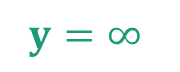 y = ∞